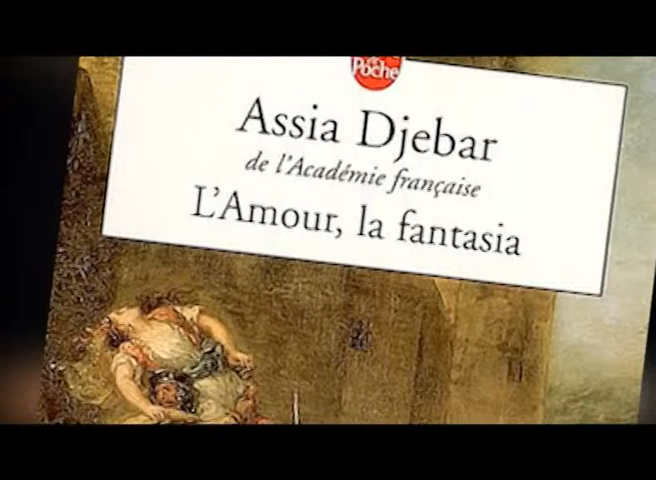 Poche
Assia Djebar
de l'Académie française
L'Amour, la fantasia